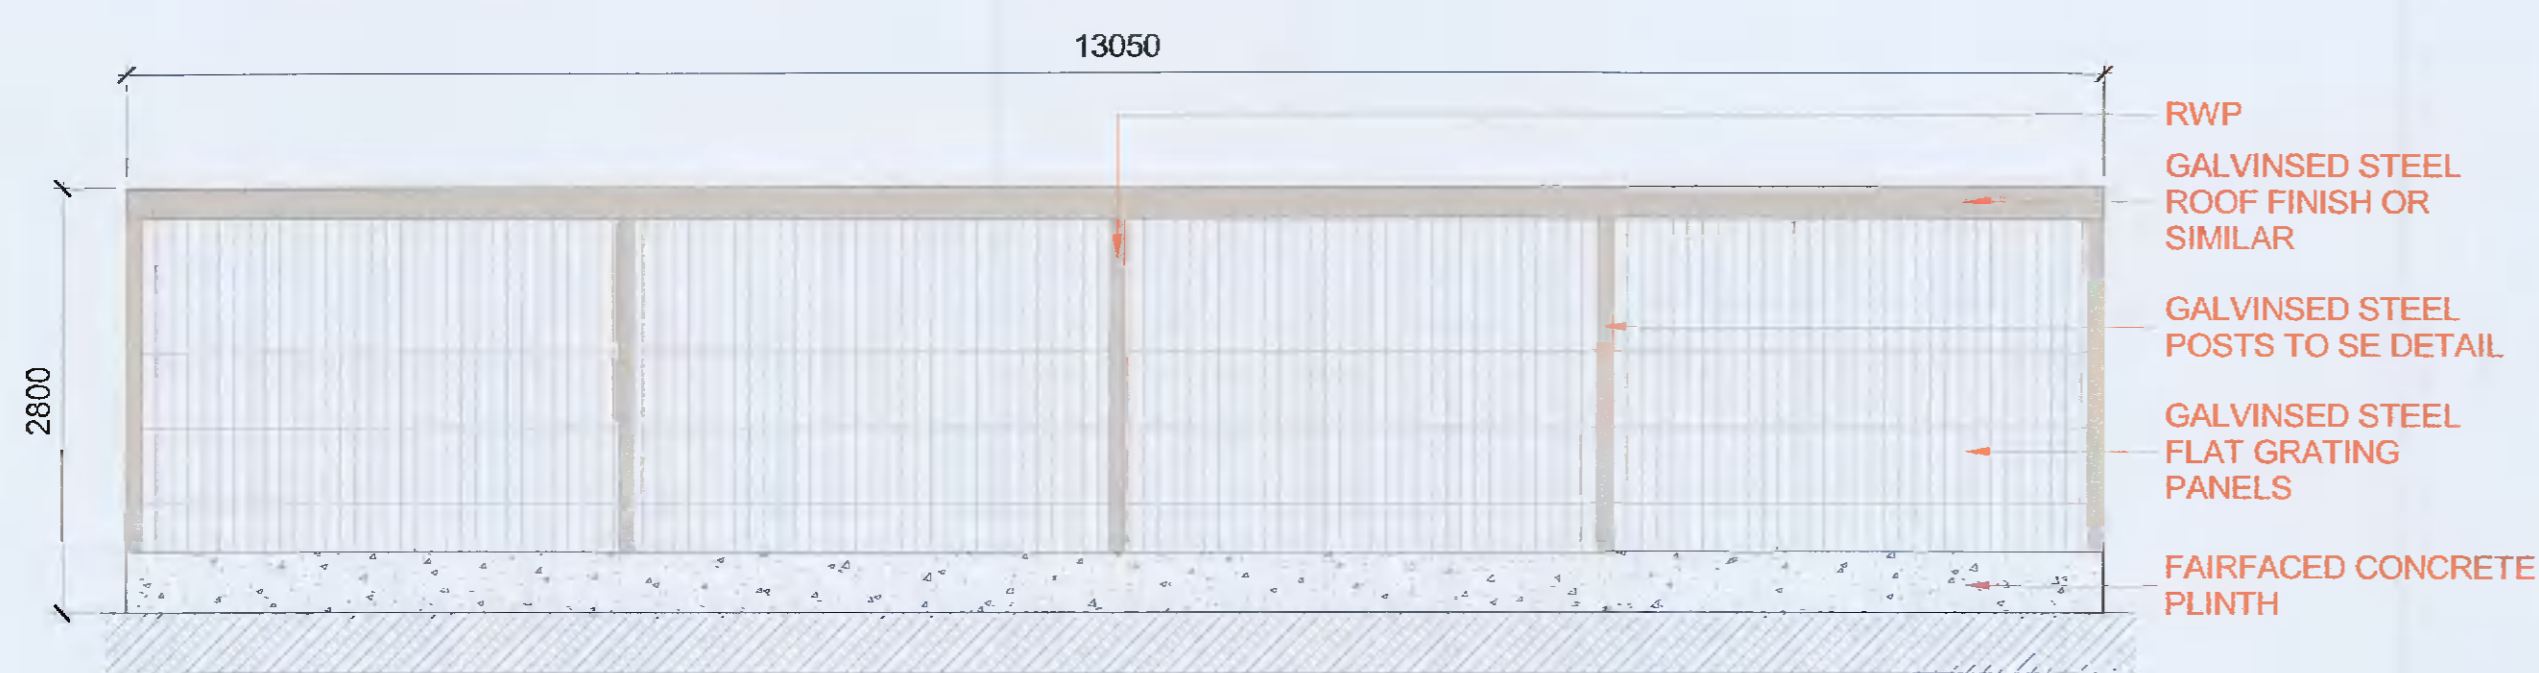 13050
RWP
GALVINSED STEEL
ROOF FINISH OR
SIMILAR
GALVINSED STEEL
POSTS TO SE DETAIL
2800
GALVINSED STEEL
FLAT GRATING
PANELS
FAIRFACED CONCRETE
PLINTH